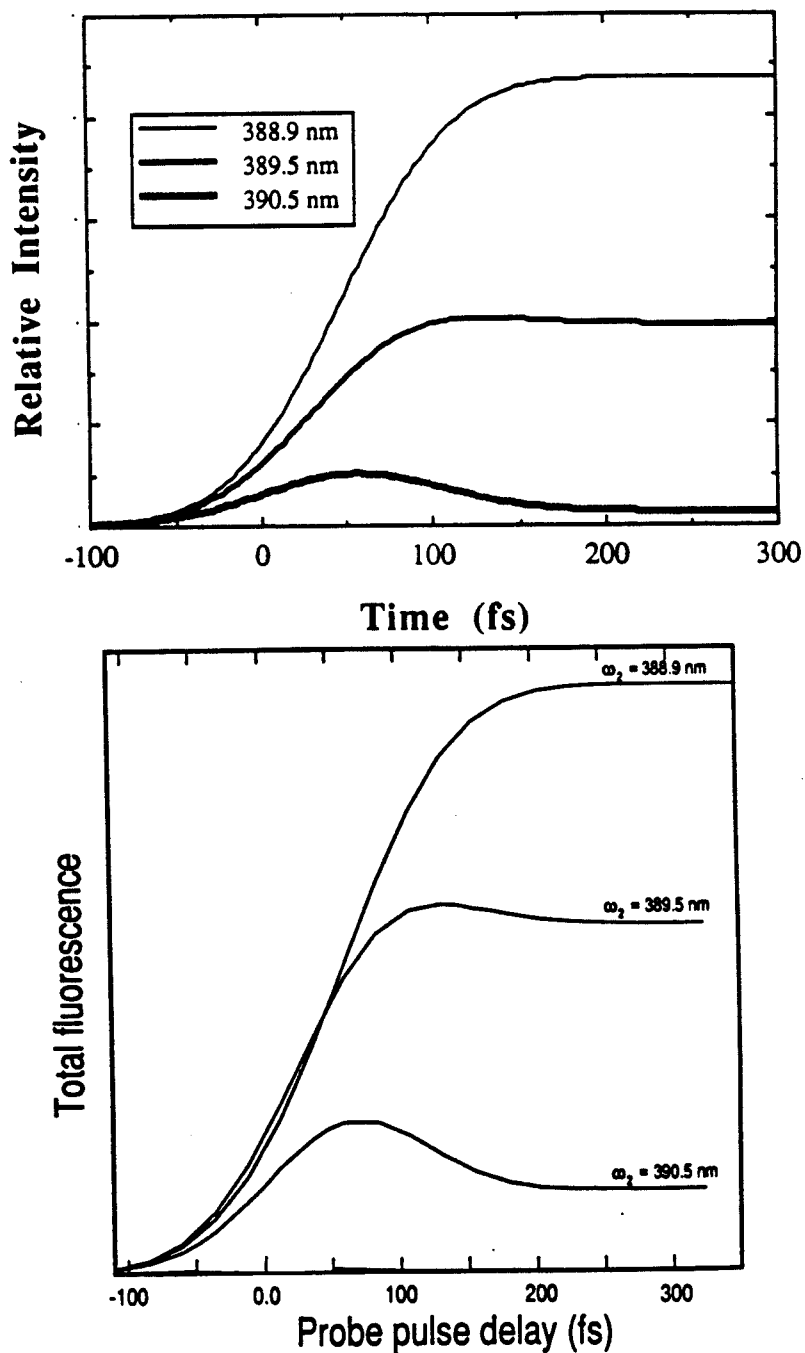 Relative Intensity
388.9 nm
389.5 nm
390.5 nm
-100 0 100 200 300
Time (fs)
Total fluorescence
ω₂ = 388.9 nm
ω₂ = 389.5 nm
ω₂ = 390.5 nm
-100 0.0 100 200 300
Probe pulse delay (fs)